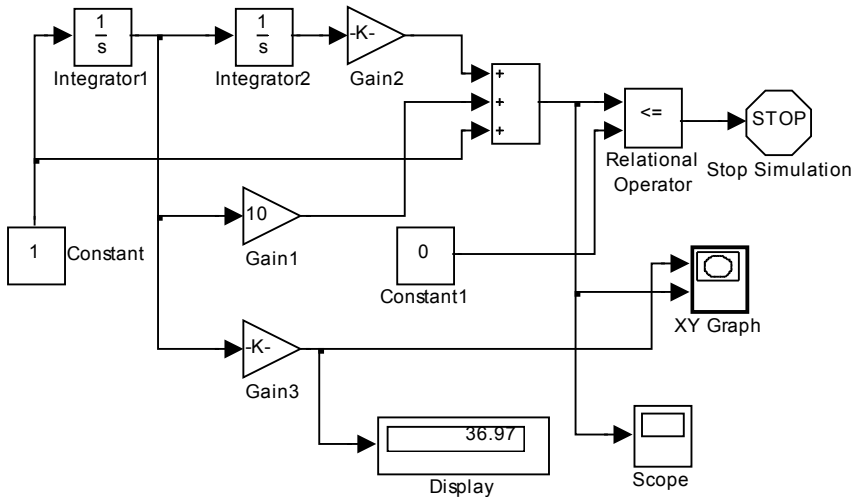 1
s
Integrator1
1
s
Integrator2
-K-
Gain2
+
+
+
<=
Relational
Operator
STOP
Stop Simulation
1
Constant
10
Gain1
0
Constant1
XY Graph
-K-
Gain3
36.97
Display
Scope